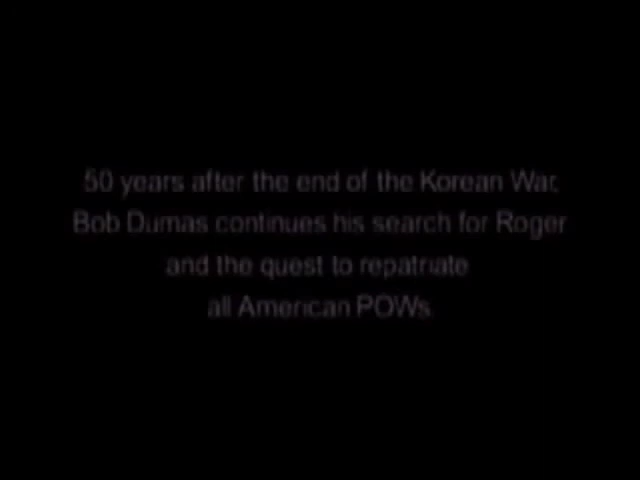 50 years after the end of the Korean War,
Bob Dumas continues his search for Roger
and the quest to repatriate
all American POWs.